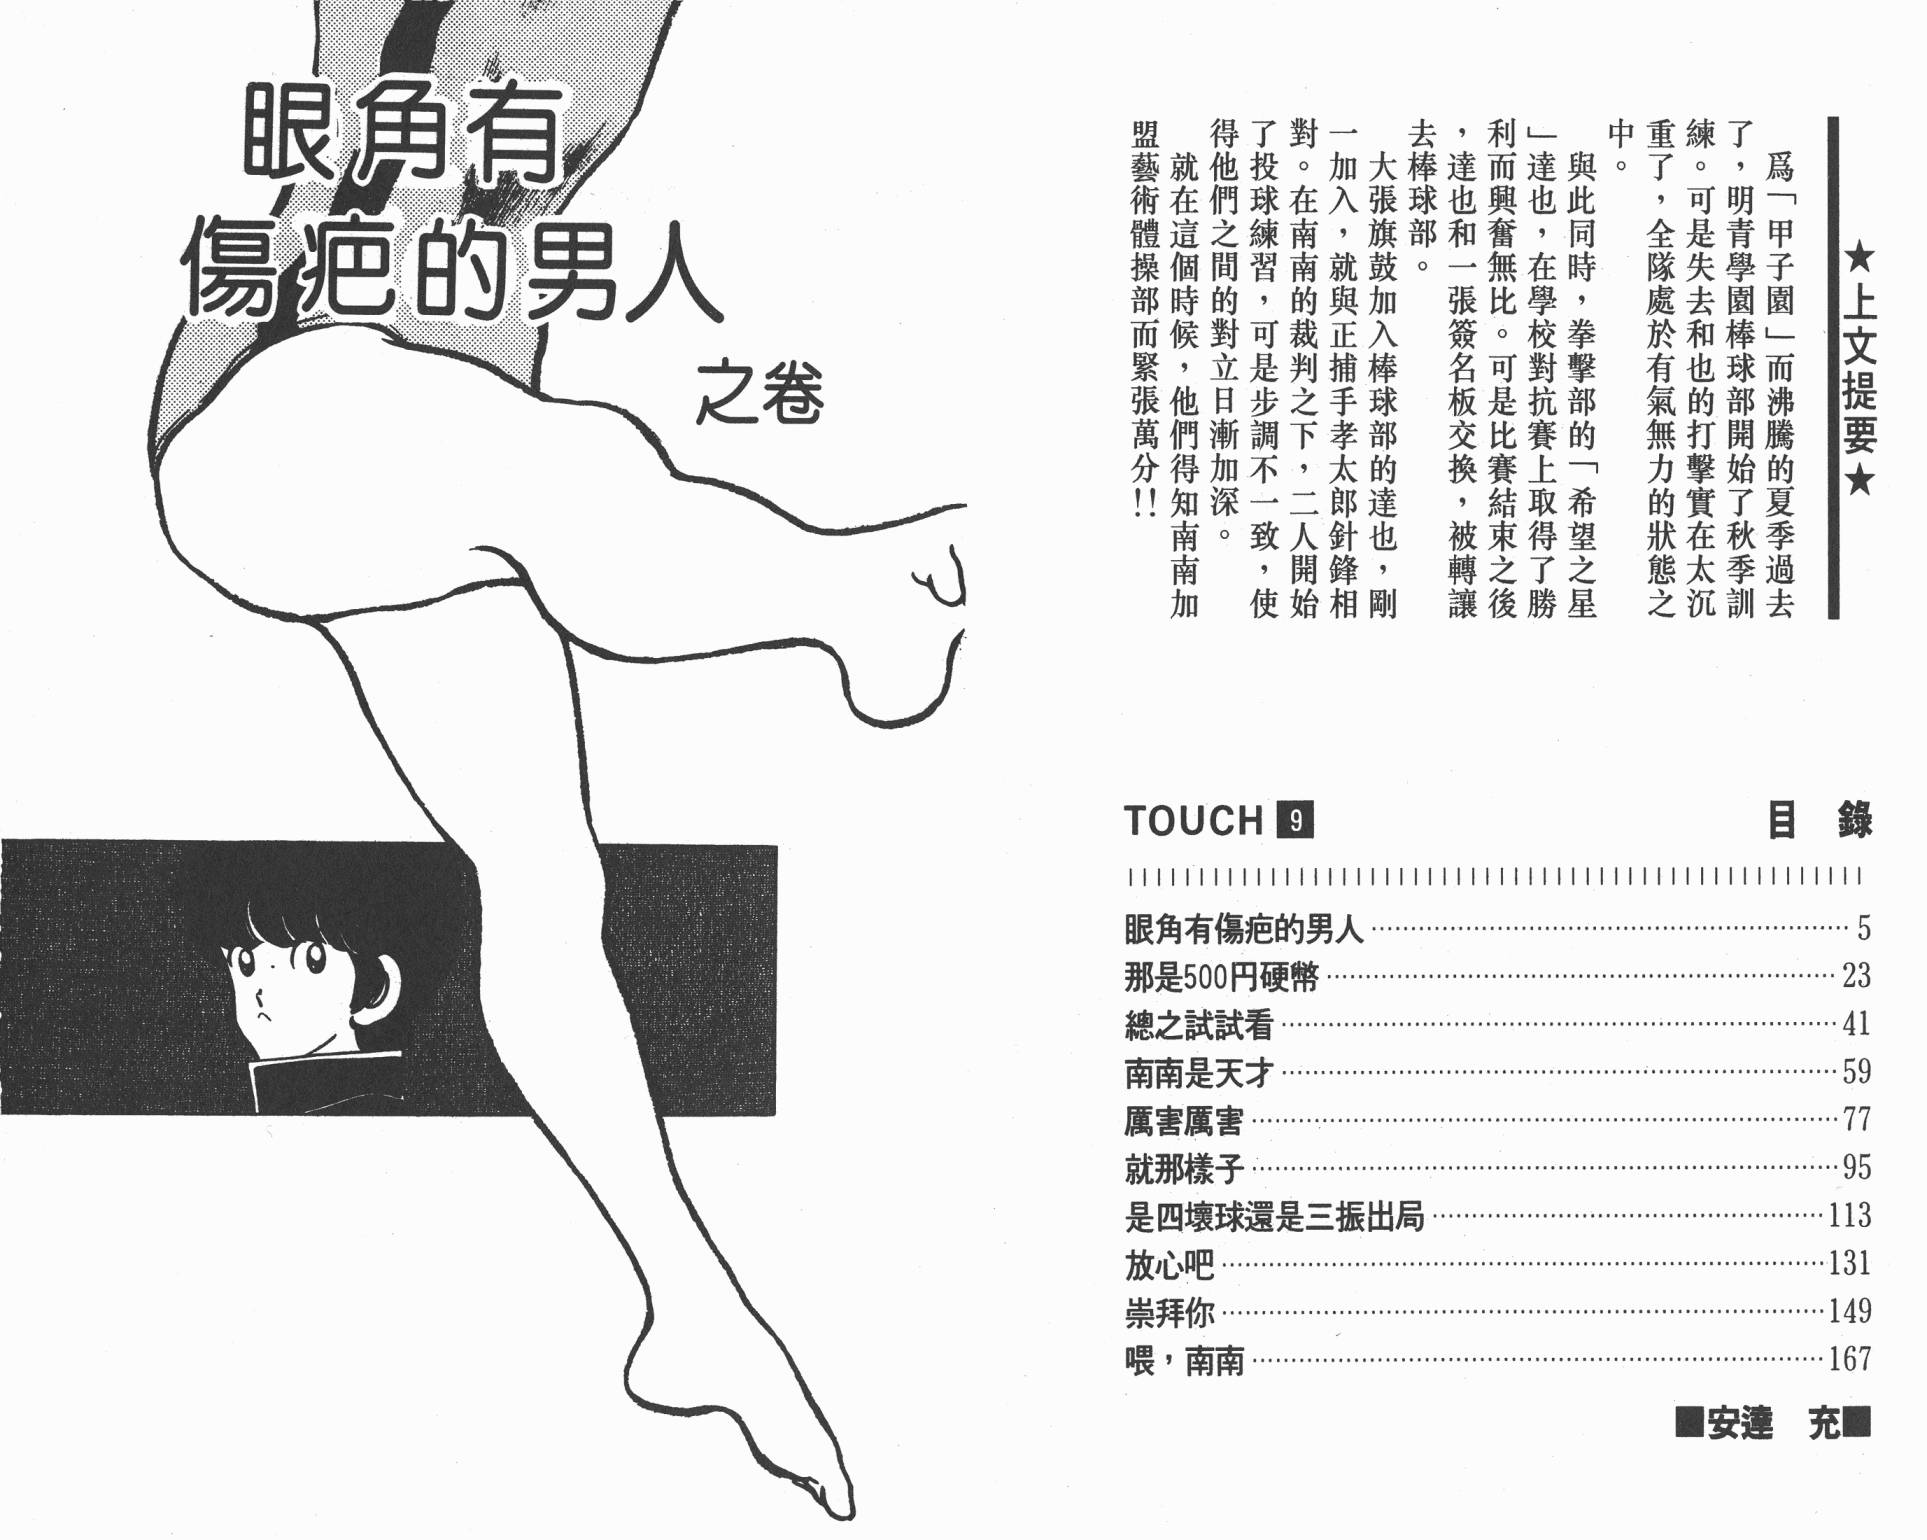 ★上文提要★
爲「甲子園」而沸騰的夏季過去
了，明青學園棒球部開始了秋季訓
練。可是失去和也的打擊實在太沉
重了，全隊處於有氣無力的狀態之
中。
與此同時，拳擊部的「希望之星
」達也，在學校對抗賽上取得了勝
利而興奮無比。可是比賽結束之後
，達也和一張簽名板交換，被轉讓
去棒球部。
大張旗鼓加入棒球部的達也，剛
一加入，就與正捕手孝太郎針鋒相
對。在南南的裁判之下，二人開始
了投球練習，可是步調不一致，使
得他們之間的對立日漸加深。
就在這個時候，他們得知南南加
盟藝術體操部而緊張萬分!!
TOUCH 9 目 錄
眼角有傷疤的男人 5
那是500円硬幣 23
總之試試看 41
南南是天才 59
厲害厲害 77
就那樣子 95
是四壞球還是三振出局 113
放心吧 131
崇拜你 149
喂，南南 167
■安達 充■
眼角有
傷疤的男人
之卷